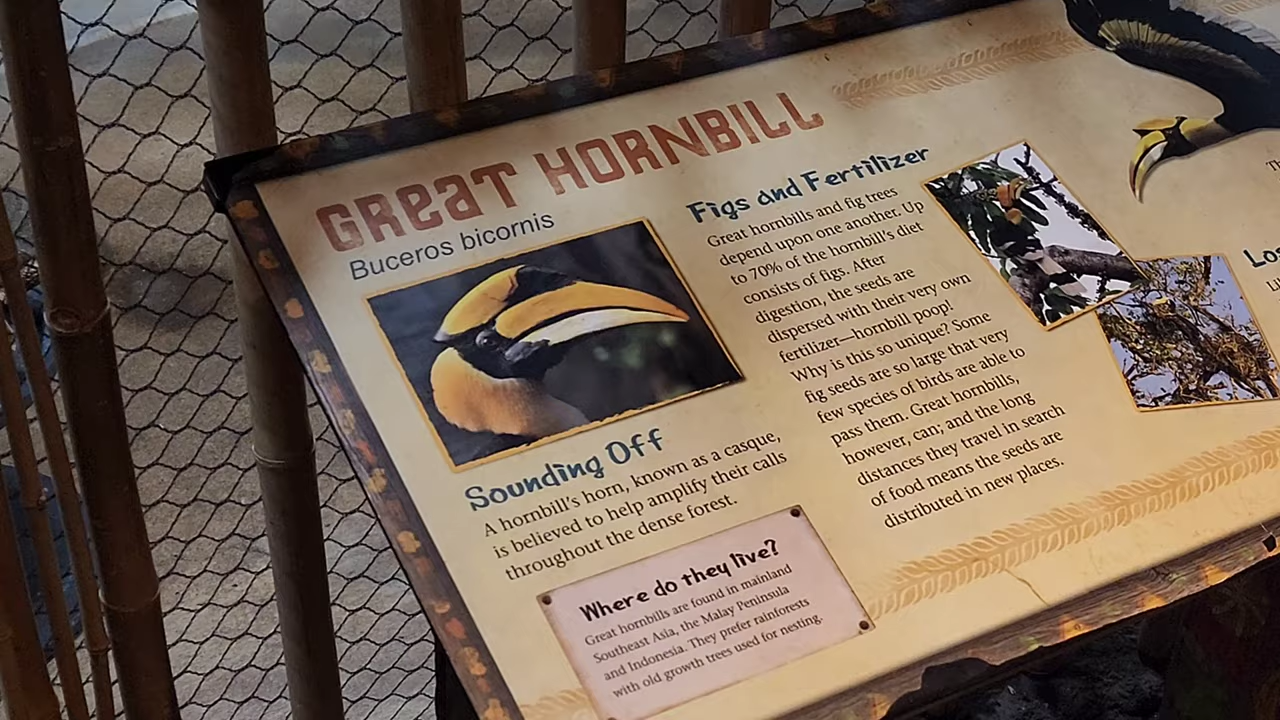 GReaT HORNBILL
Buceros bicornis
Sounding Off
A hornbill's horn, known as a casque,
is believed to help amplify their calls
throughout the dense forest.
Where do they live?
Great hornbills are found in mainland
Southeast Asia, the Malay Peninsula
and Indonesia. They prefer rainforests
with old growth trees used for nesting.
Figs and Fertilizer
Great hornbills and fig trees
depend upon one another. Up
to 70% of the hornbill's diet
consists of figs. After
digestion, the seeds are
dispersed with their very own
fertilizer—hornbill poop!
Why is this so unique? Some
fig seeds are so large that very
few species of birds are able to
pass them. Great hornbills,
however, can; and the long
distances they travel in search
of food means the seeds are
distributed in new places.